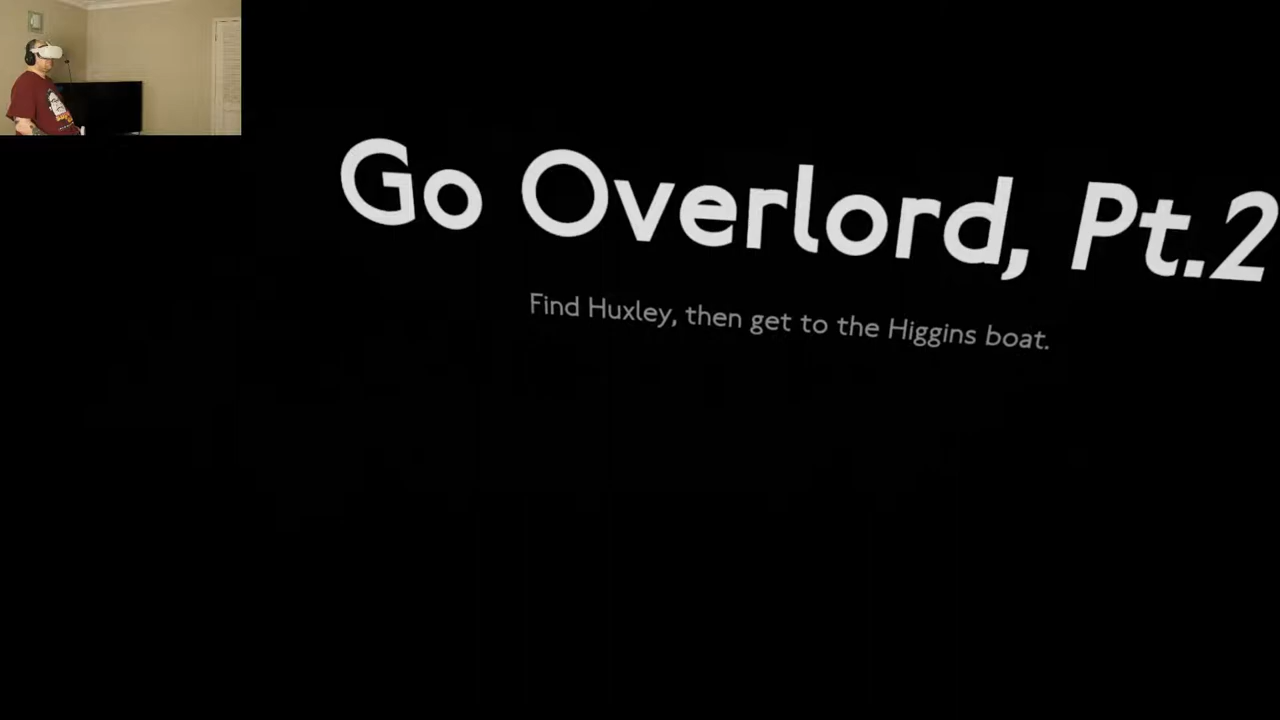 Go Overlord, Pt.2
Find Huxley, then get to the Higgins boat.